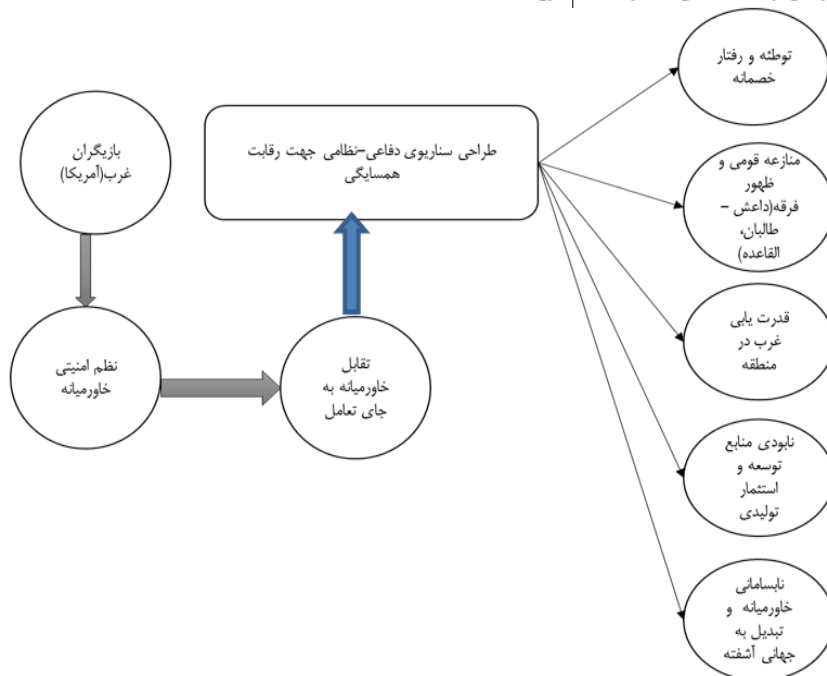 بازیگران
غرب(آمریکا)
نظم امنیتی
خاورمیانه
تقابل
خاورمیانه به
جای تعامل
طراحی سناریوی دفاعی-نظامی جهت رقابت
همسایگی
توطئه و رفتار
خصمانه
منازعه قومی و
ظهور
فرقه(داعش –
طالبان،
القاعده)
قدرت یابی
غرب در
منطقه
نابودی منابع
توسعه و
استثمار
تولیدی
نابسامانی
خاورمیانه و
تبدیل به
جهانی آشفته